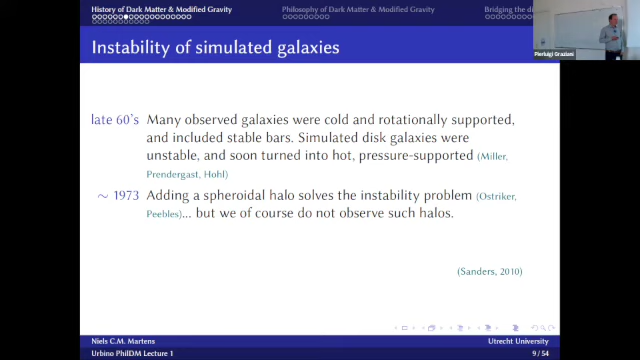 History of Dark Matter & Modified Gravity Philosophy of Dark Matter & Modified Gravity Bridging the di
Instability of simulated galaxies
Pierluigi Graziani
late 60's Many observed galaxies were cold and rotationally supported,
and included stable bars. Simulated disk galaxies were
unstable, and soon turned into hot, pressure-supported (Miller,
Prendergast, Hohl)
∼ 1973 Adding a spheroidal halo solves the instability problem (Ostriker,
Peebles)... but we of course do not observe such halos.
(Sanders, 2010)
Niels C.M. Martens Utrecht University
Urbino PhilDM Lecture 1 9 / 54